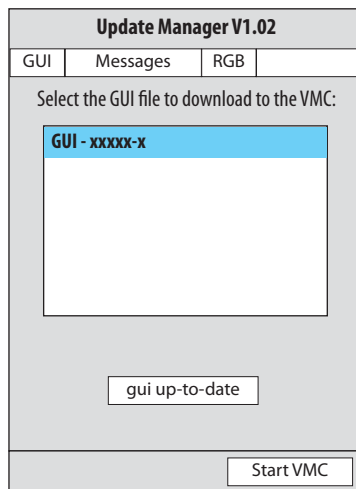 Update Manager V1.02
GUI Messages RGB
Select the GUI file to download to the VMC:
GUI - xxxxx-x
gui up-to-date
Start VMC